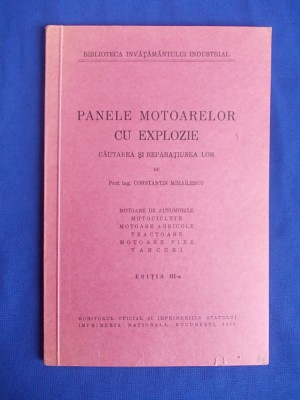 BIBLIOTECA INVĂȚĂMÂNTULUI INDUSTRIAL
PANELE MOTOARELOR
CU EXPLOZIE
CĂUTAREA ȘI REPARAȚIUNEA LOR
DE
Prof. Ing. CONSTANTIN MIHAILESCU
MOTOARE DE AUTOMOBILE
MOTOCICLETE
MOTOARE AGRICOLE
TRACTOARE
MOTOARE FIXE
TANCURI
EDIȚIA III-a
MONITORUL OFICIAL ȘI IMPRIMERIILE STATULUI
IMPRIMERIA NAȚIONALĂ, BUCUREȘTI